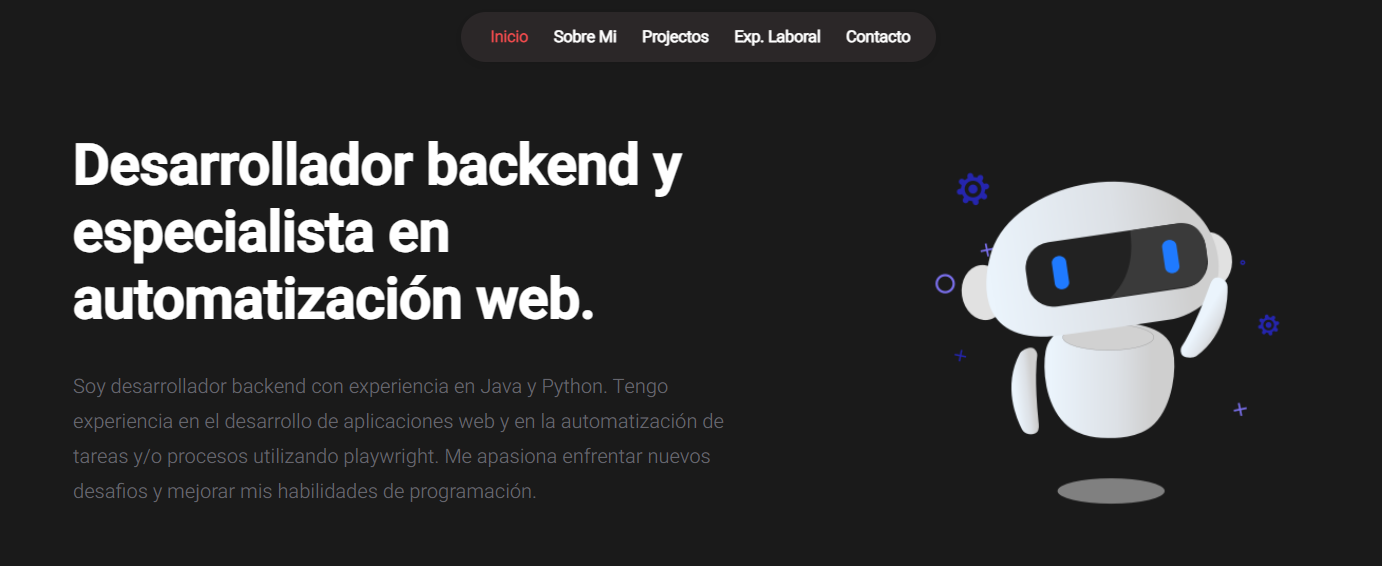 Inicio Sobre Mi Projectos Exp. Laboral Contacto
Desarrollador backend y
especialista en
automatización web.
Soy desarrollador backend con experiencia en Java y Python. Tengo
experiencia en el desarrollo de aplicaciones web y en la automatización de
tareas y/o procesos utilizando playwright. Me apasiona enfrentar nuevos
desafios y mejorar mis habilidades de programación.